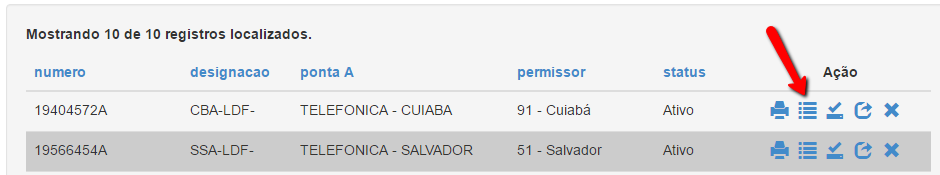 Mostrando 10 de 10 registros localizados.
numero designacao ponta A permissor status Ação
19404572A CBA-LDF- TELEFONICA - CUIABA 91 - Cuiabá Ativo
19566454A SSA-LDF- TELEFONICA - SALVADOR 51 - Salvador Ativo